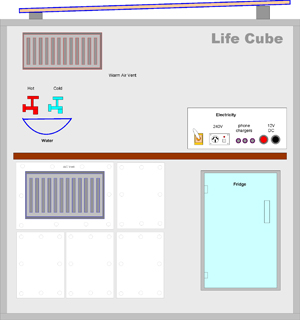 Life Cube
Warm Air Vent
Hot
Cold
Water
Electricity
240V
phone
chargers
12V
DC
Fridge